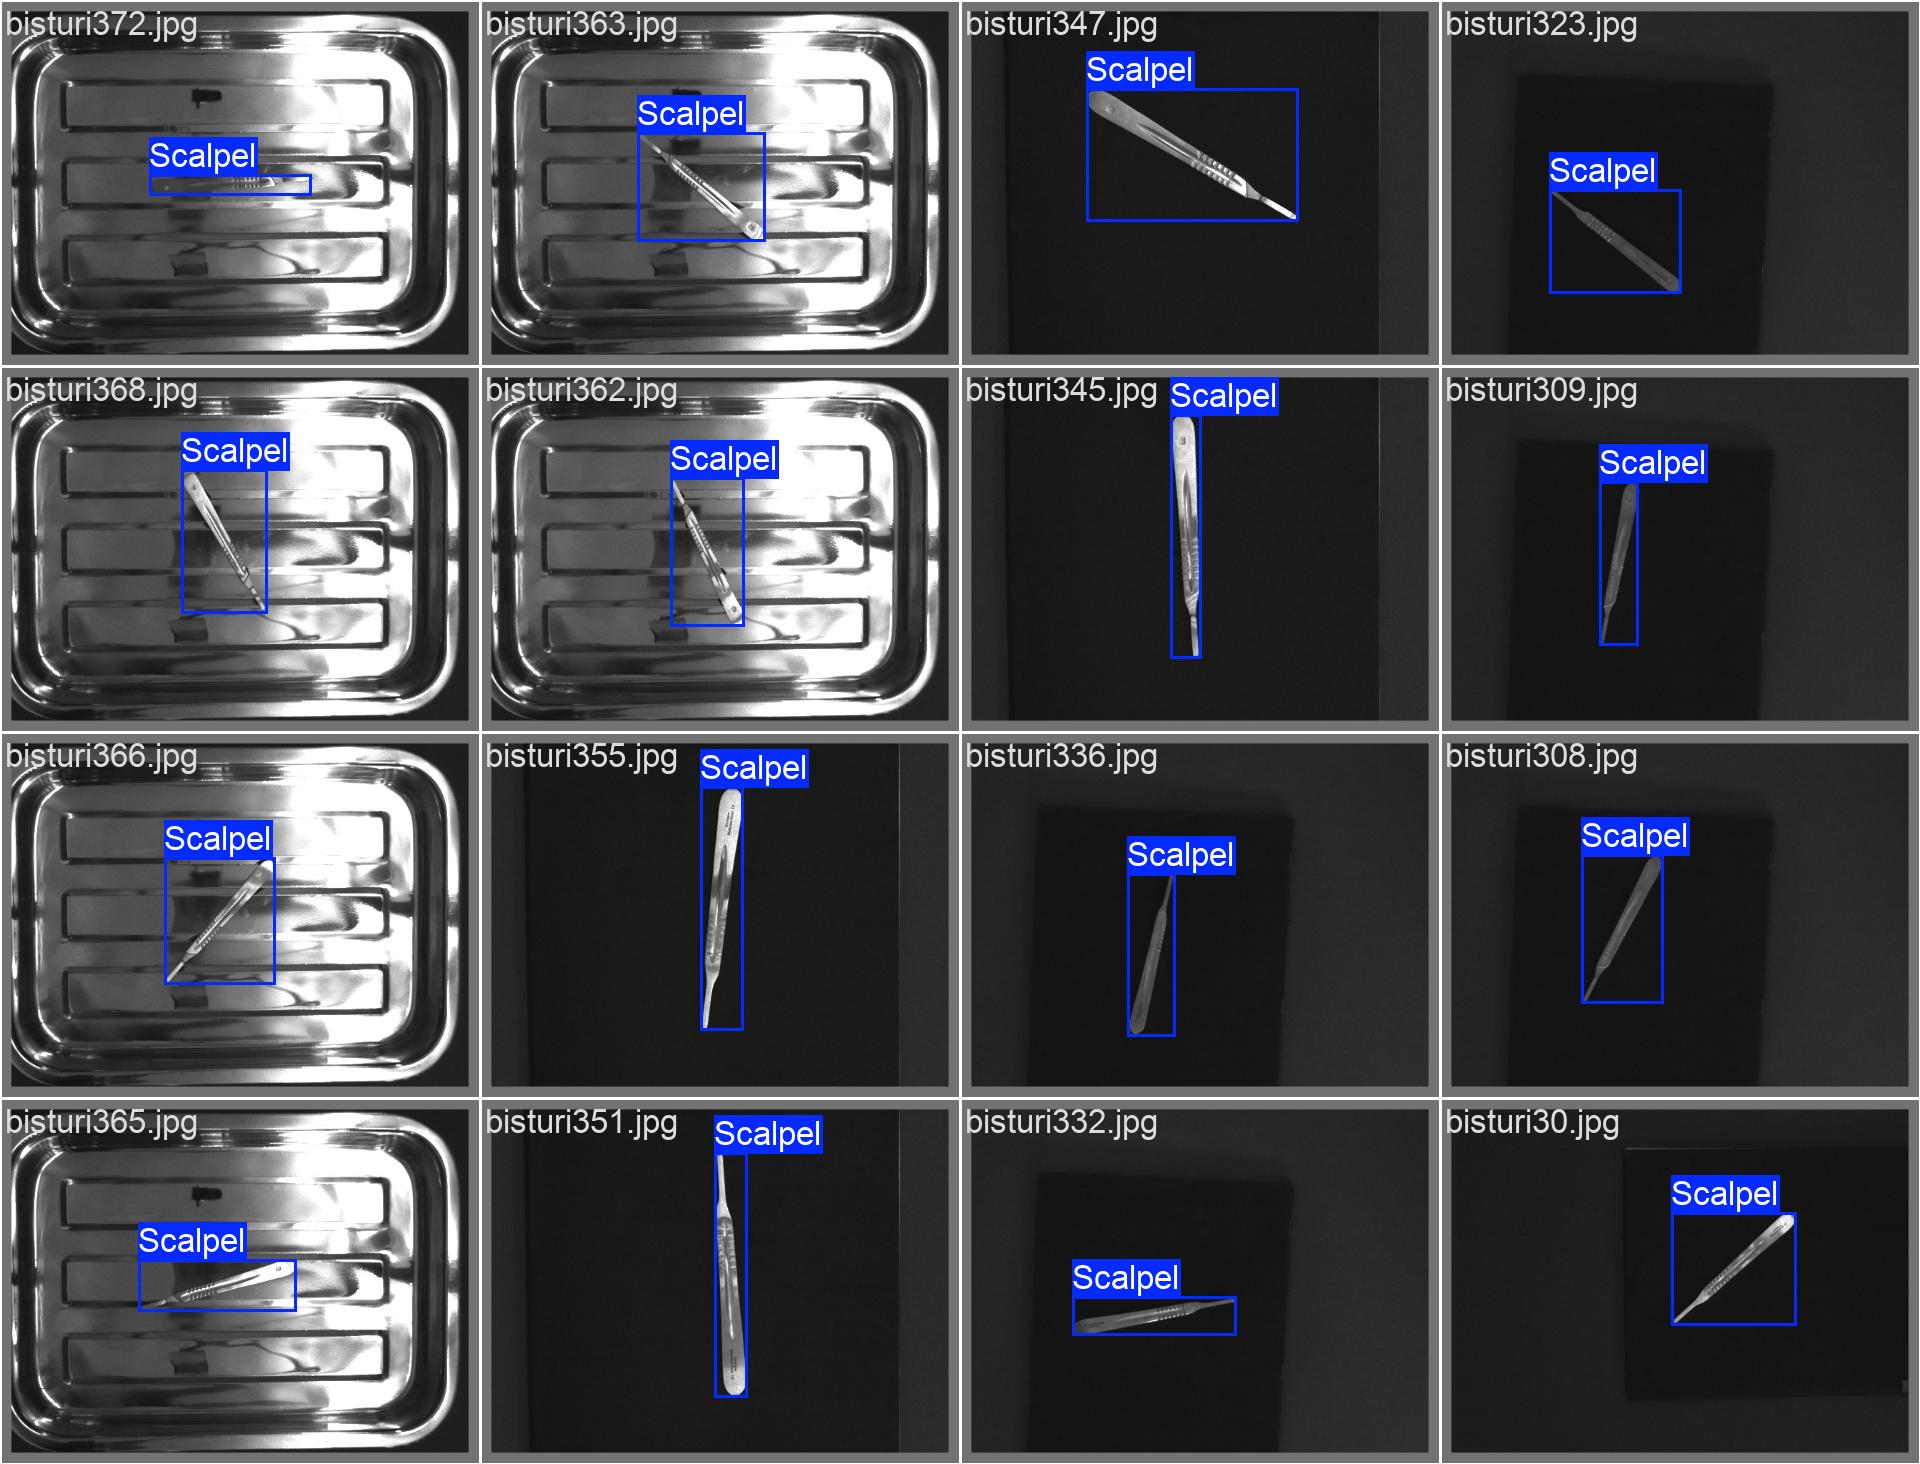 bisturi372.jpg
Scalpel
bisturi363.jpg
Scalpel
bisturi347.jpg
Scalpel
bisturi323.jpg
Scalpel
bisturi368.jpg
Scalpel
bisturi362.jpg
Scalpel
bisturi345.jpg
Scalpel
bisturi309.jpg
Scalpel
bisturi366.jpg
Scalpel
bisturi355.jpg
Scalpel
bisturi336.jpg
Scalpel
bisturi308.jpg
Scalpel
bisturi365.jpg
Scalpel
bisturi351.jpg
Scalpel
bisturi332.jpg
Scalpel
bisturi30.jpg
Scalpel